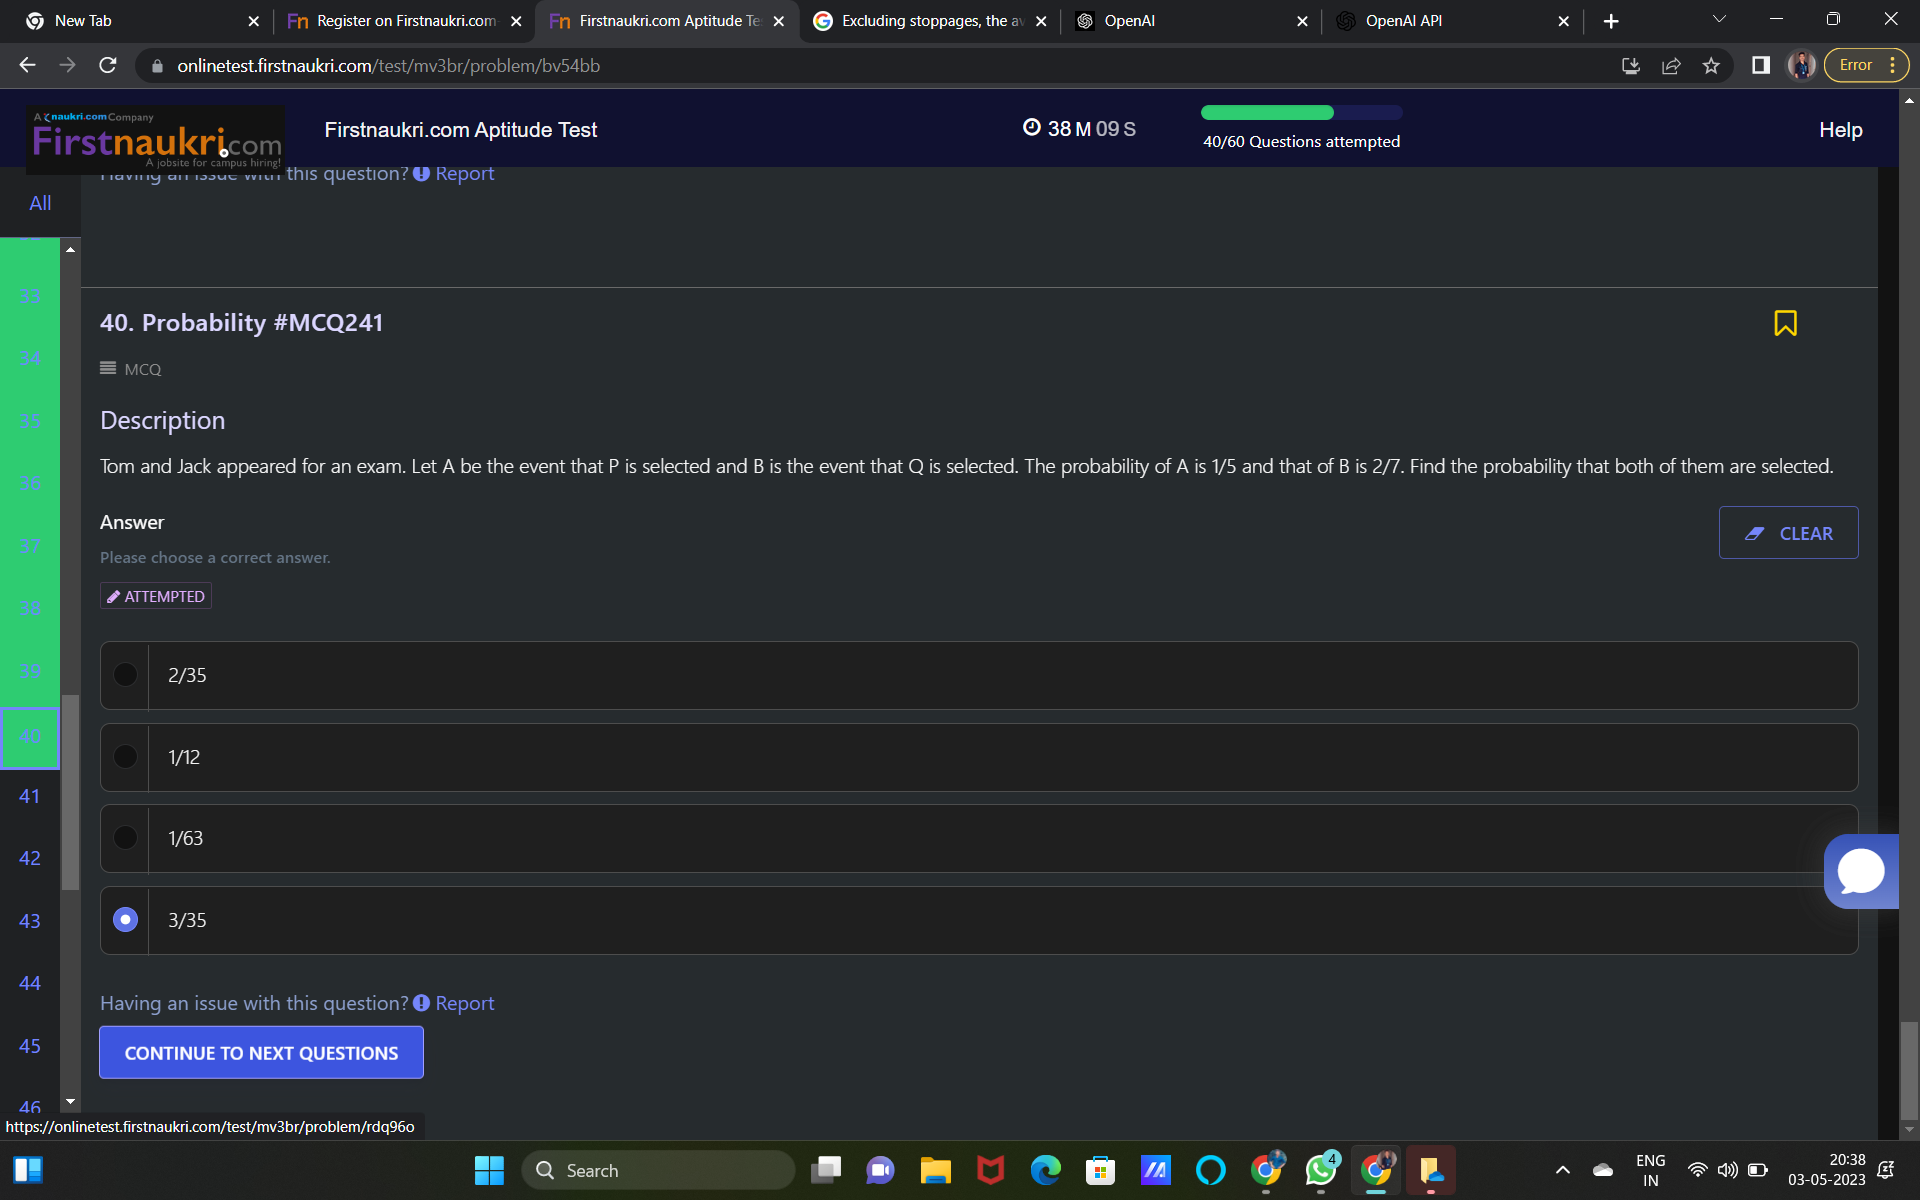 New Tab
Register on Firstnaukri.com
Firstnaukri.com Aptitude Te
Excluding stoppages, the av
OpenAI
OpenAI API
onlinetest.firstnaukri.com/test/mv3br/problem/bv54bb
Error
A naukri.com Company
Firstnaukri.com
A jobsite for campus hiring!
Firstnaukri.com Aptitude Test
38 M 09 S
40/60 Questions attempted
Help
Having an issue with this question? Report
All
33
34
35
36
37
38
39
40
41
42
43
44
45
46
40. Probability #MCQ241
MCQ
Description
Tom and Jack appeared for an exam. Let A be the event that P is selected and B is the event that Q is selected. The probability of A is 1/5 and that of B is 2/7. Find the probability that both of them are selected.
Answer
Please choose a correct answer.
CLEAR
ATTEMPTED
2/35
1/12
1/63
3/35
Having an issue with this question? Report
CONTINUE TO NEXT QUESTIONS
https://onlinetest.firstnaukri.com/test/mv3br/problem/rdq96o
Search
4
ENG
IN
20:38
03-05-2023